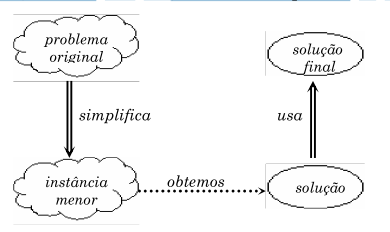 problema
original
solução
final
simplifica
usa
obtemos
instância
menor
solução